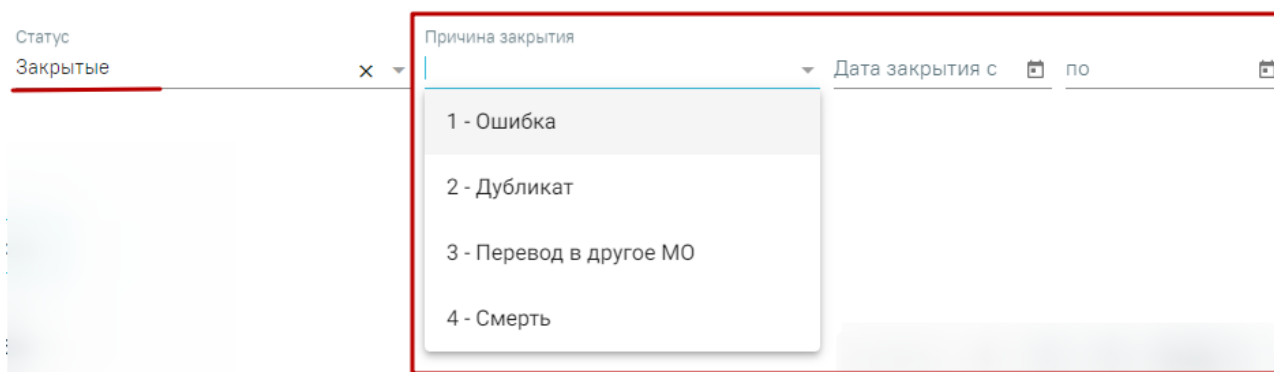 Статус
Причина закрытия
Закрытые
Дата закрытия с
по
1 - Ошибка
2 - Дубликат
3 - Перевод в другое МО
4 - Смерть